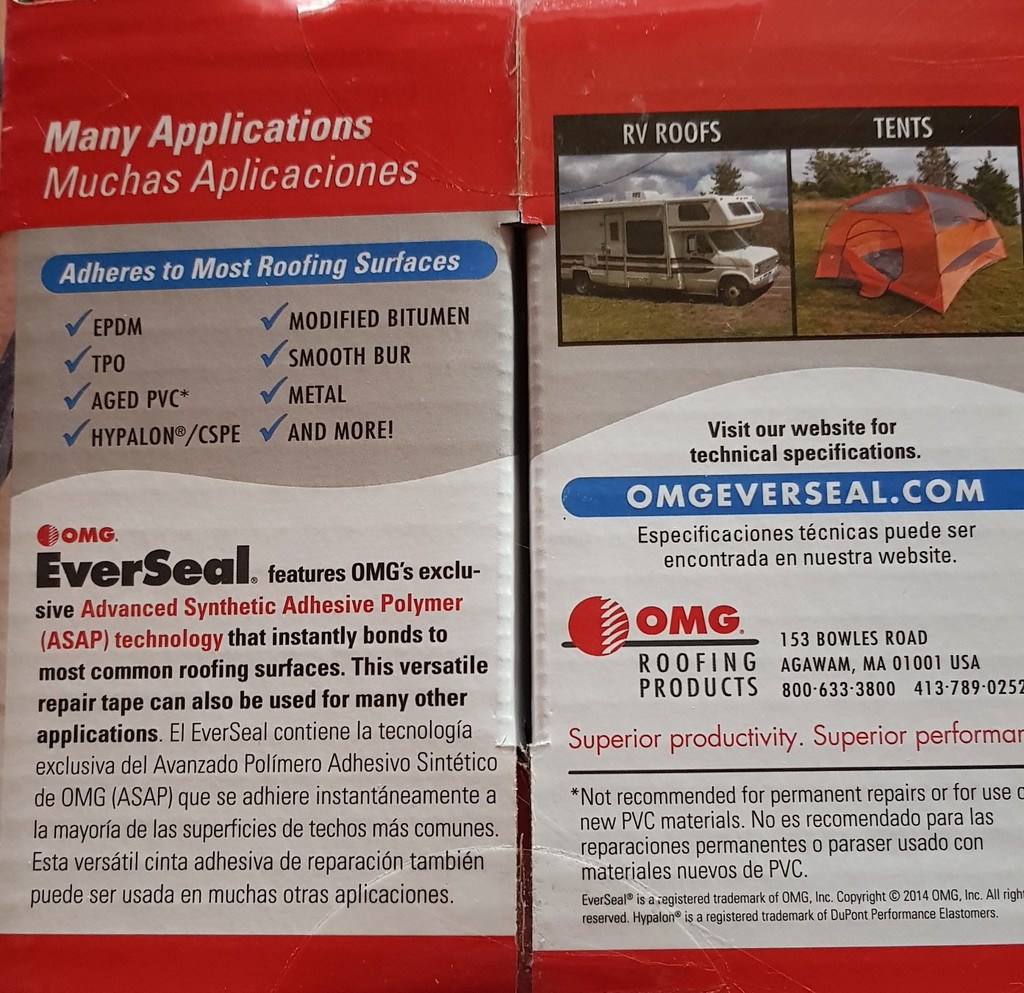 Many Applications
Muchas Aplicaciones
Adheres to Most Roofing Surfaces
✓ EPDM
✓ TPO
✓ AGED PVC*
✓ HYPALON®/CSPE
✓ MODIFIED BITUMEN
✓ SMOOTH BUR
✓ METAL
✓ AND MORE!
OMG.
EverSeal® features OMG's exclu-
sive Advanced Synthetic Adhesive Polymer
(ASAP) technology that instantly bonds to
most common roofing surfaces. This versatile
repair tape can also be used for many other
applications. El EverSeal contiene la tecnología
exclusiva del Avanzado Polímero Adhesivo Sintético
de OMG (ASAP) que se adhiere instantáneamente a
la mayoría de las superficies de techos más comunes.
Esta versátil cinta adhesiva de reparación también
puede ser usada en muchas otras aplicaciones.
RV ROOFS
TENTS
Visit our website for
technical specifications.
OMGEVERSEAL.COM
Especificaciones técnicas puede ser
encontrada en nuestra website.
OMG®
ROOFING
PRODUCTS
153 BOWLES ROAD
AGAWAM, MA 01001 USA
800-633-3800 413-789-0252
Superior productivity. Superior performan
*Not recommended for permanent repairs or for use o
new PVC materials. No es recomendado para las
reparaciones permanentes o paraser usado con
materiales nuevos de PVC.
EverSeal® is a registered trademark of OMG, Inc. Copyright © 2014 OMG, Inc. All right
reserved. Hypalon® is a registered trademark of DuPont Performance Elastomers.